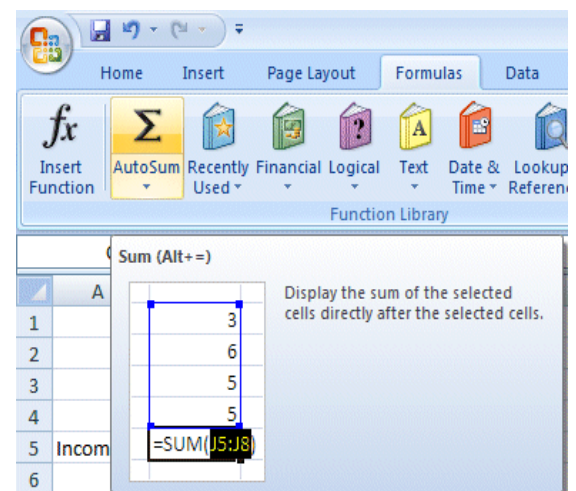 Home Insert Page Layout Formulas Data
fx Σ ? A
Insert AutoSum Recently Financial Logical Text Date & Lookup
Function Used Time Referen
Function Library
Sum (Alt+=)
A
Display the sum of the selected
cells directly after the selected cells.
1 3
2 6
3 5
4 5
5 Incom =SUM(J5:J8)
6